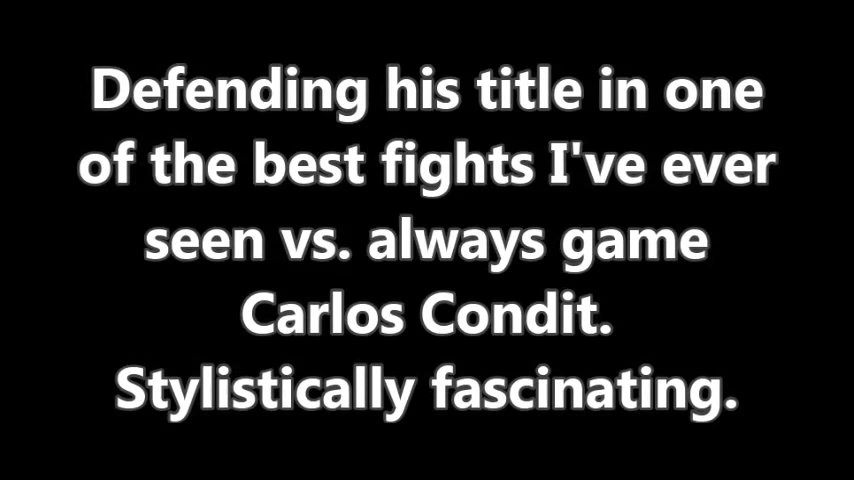 Defending his title in one
of the best fights I've ever
seen vs. always game
Carlos Condit.
Stylistically fascinating.